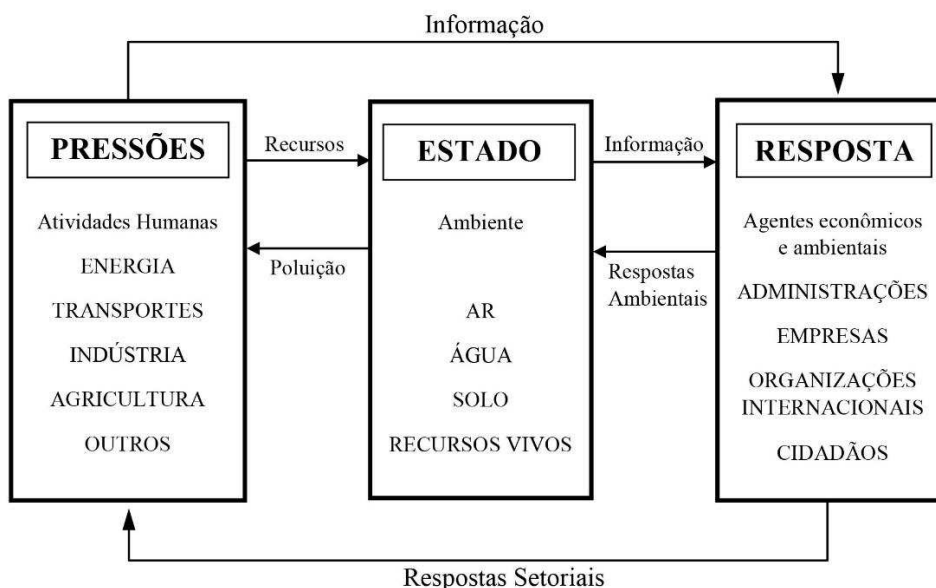 Informação
PRESSÕES
Atividades Humanas
ENERGIA
TRANSPORTES
INDÚSTRIA
AGRICULTURA
OUTROS
Recursos
Poluição
ESTADO
Ambiente
AR
ÁGUA
SOLO
RECURSOS VIVOS
Informação
Respostas
Ambientais
RESPOSTA
Agentes econômicos
e ambientais
ADMINISTRAÇÕES
EMPRESAS
ORGANIZAÇÕES
INTERNACIONAIS
CIDADÃOS
Respostas Setoriais